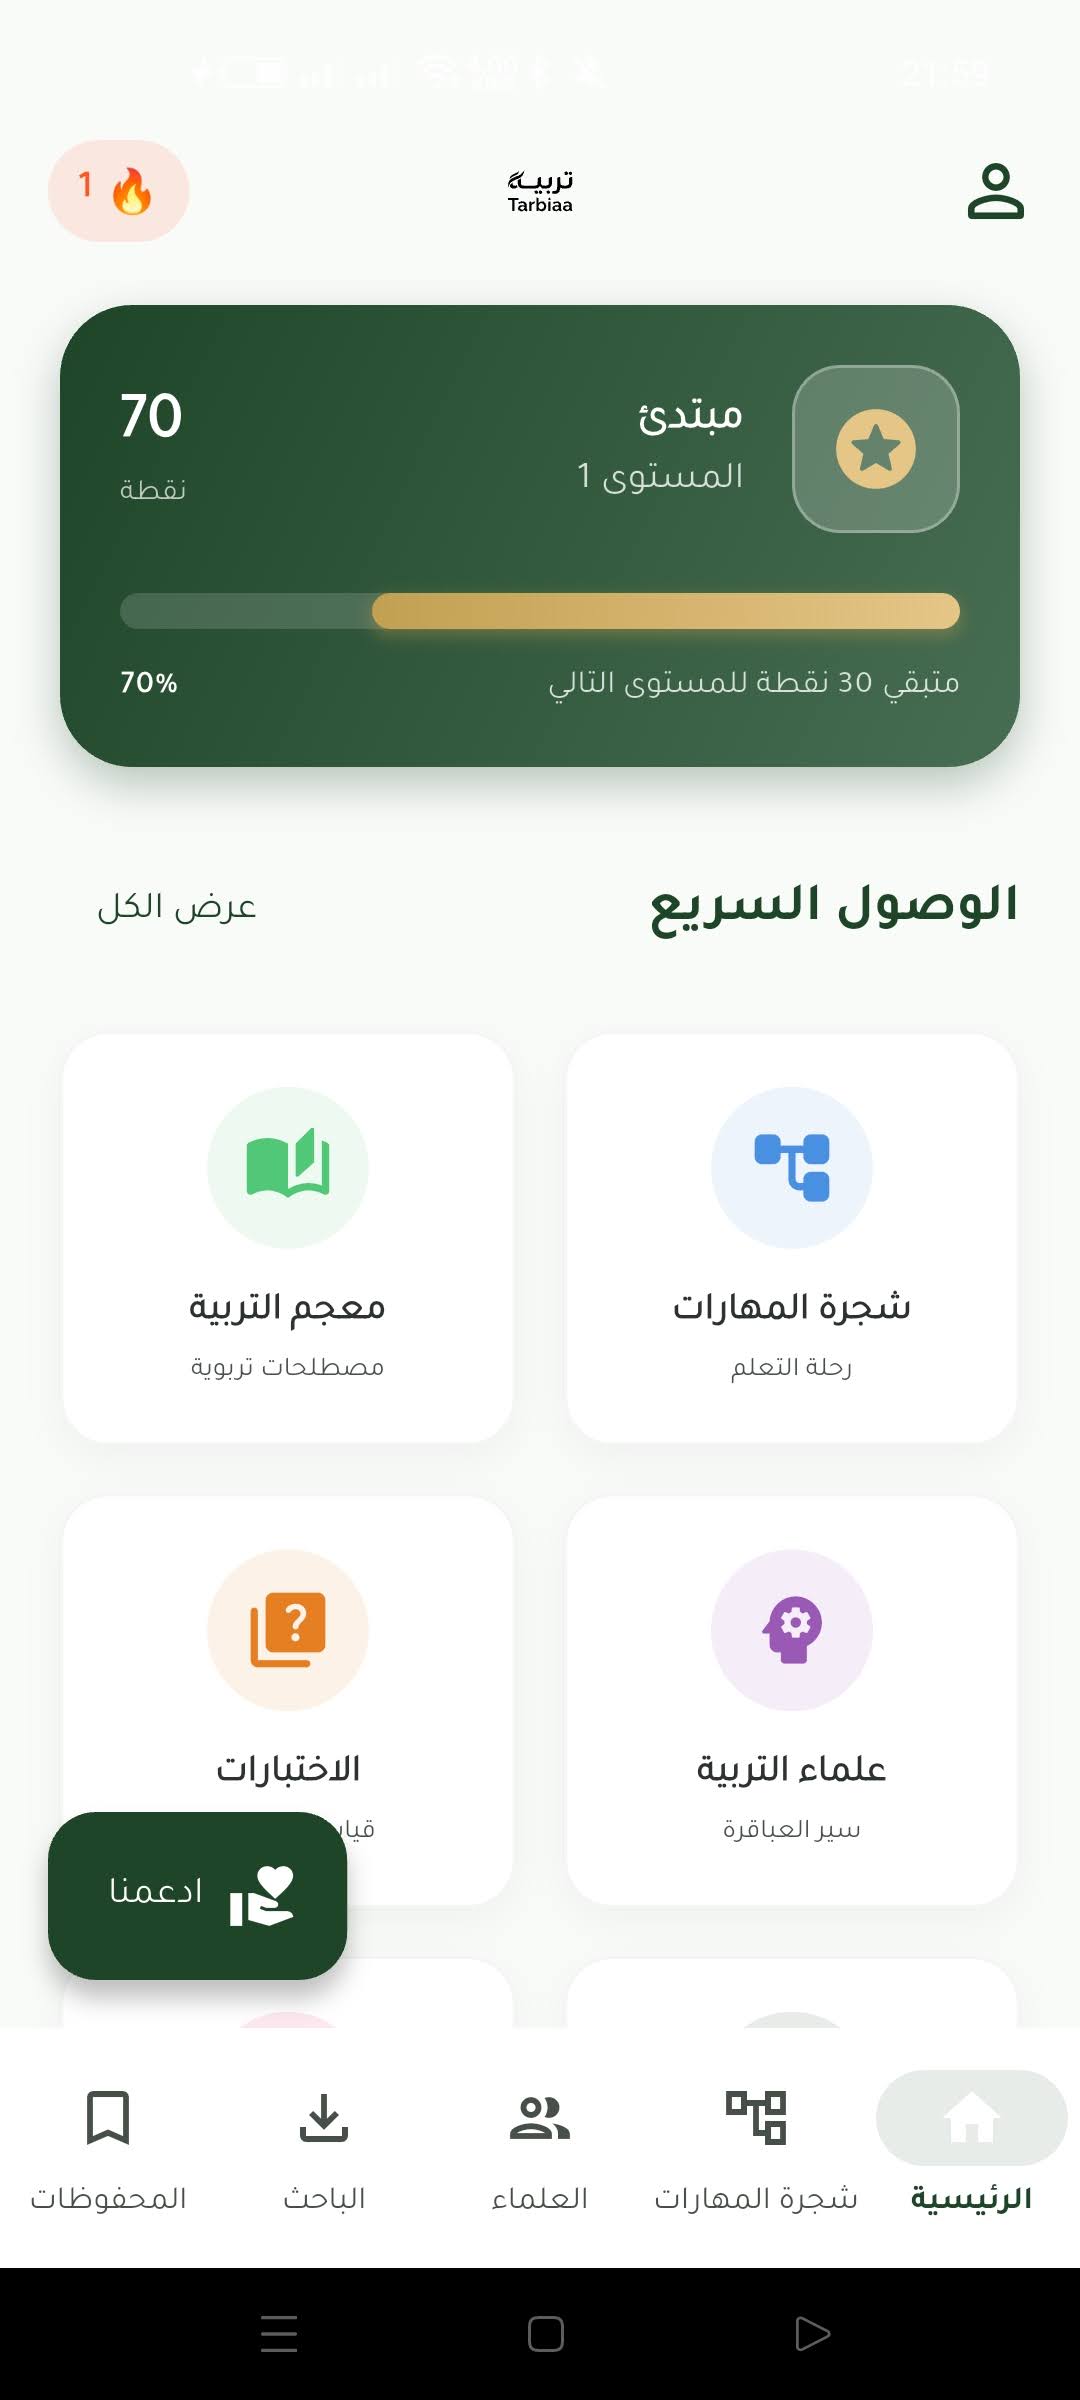 21:59
1
تربية
Tarbiaa
مبتدئ
المستوى 1
70
نقطة
متبقي 30 نقطة للمستوى التالي
70%
الوصول السريع
عرض الكل
شجرة المهارات
رحلة التعلم
معجم التربية
مصطلحات تربوية
علماء التربية
سير العباقرة
الاختبارات
ادعمنا
الرئيسية
شجرة المهارات
العلماء
الباحث
المحفوظات